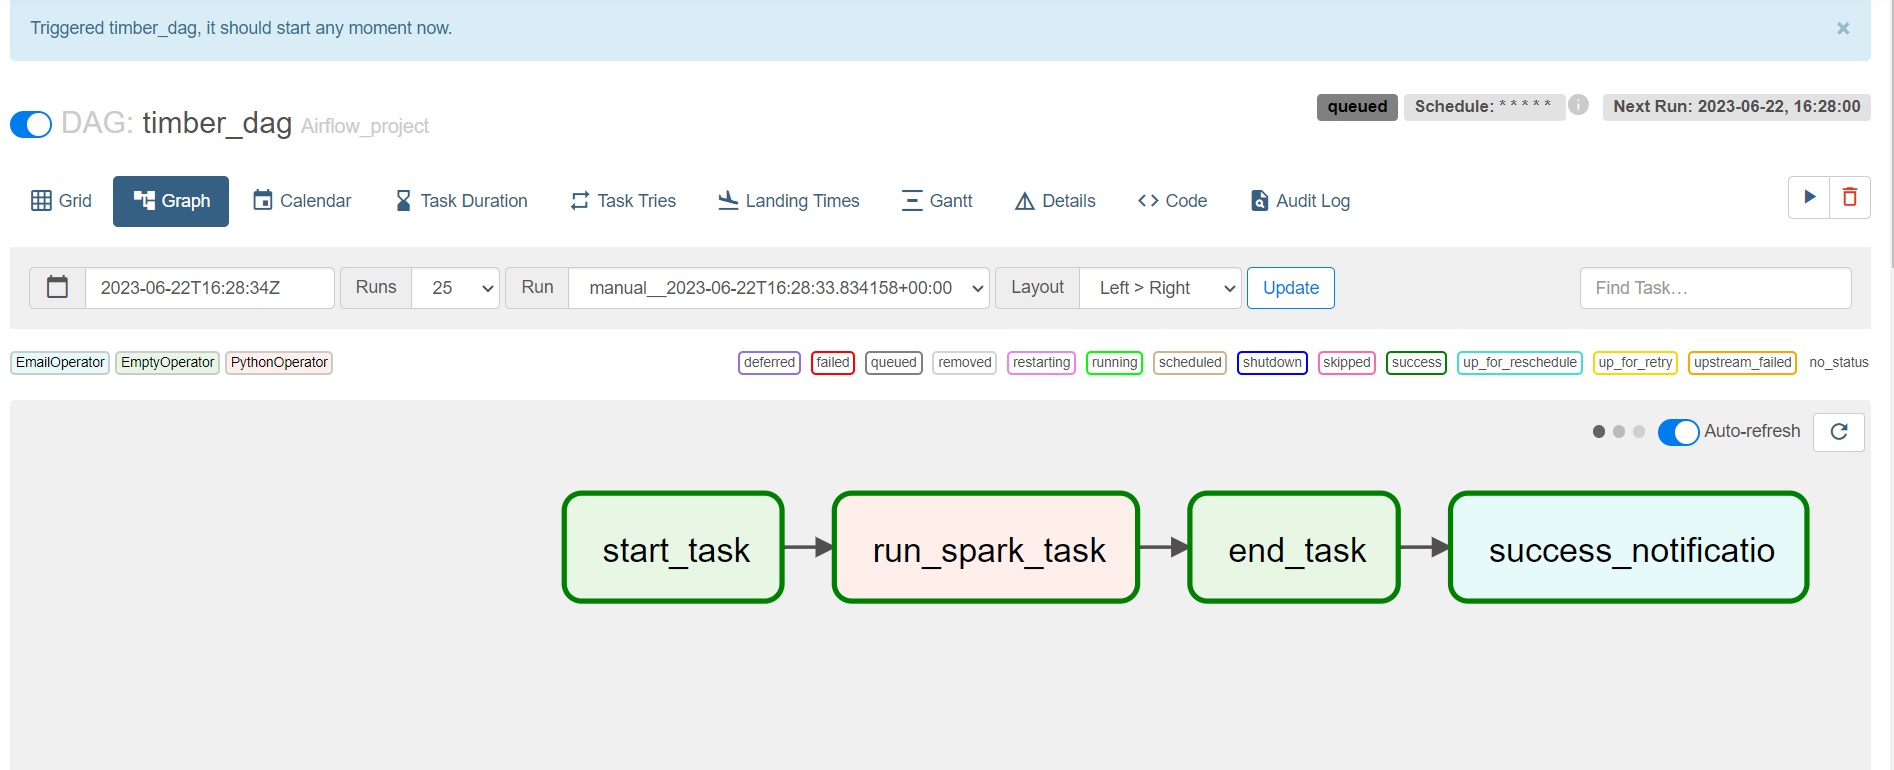 Triggered timber_dag, it should start any moment now.
×
DAG: timber_dag Airflow_project
queued Schedule: * * * * * i Next Run: 2023-06-22, 16:28:00
Grid Graph Calendar Task Duration Task Tries Landing Times Gantt Details <> Code Audit Log
2023-06-22T16:28:34Z Runs 25 Run manual__2023-06-22T16:28:33.834158+00:00 Layout Left > Right Update Find Task…
EmailOperator EmptyOperator PythonOperator deferred failed queued removed restarting running scheduled shutdown skipped success up_for_reschedule up_for_retry upstream_failed no_status
Auto-refresh
start_task run_spark_task end_task success_notificatio